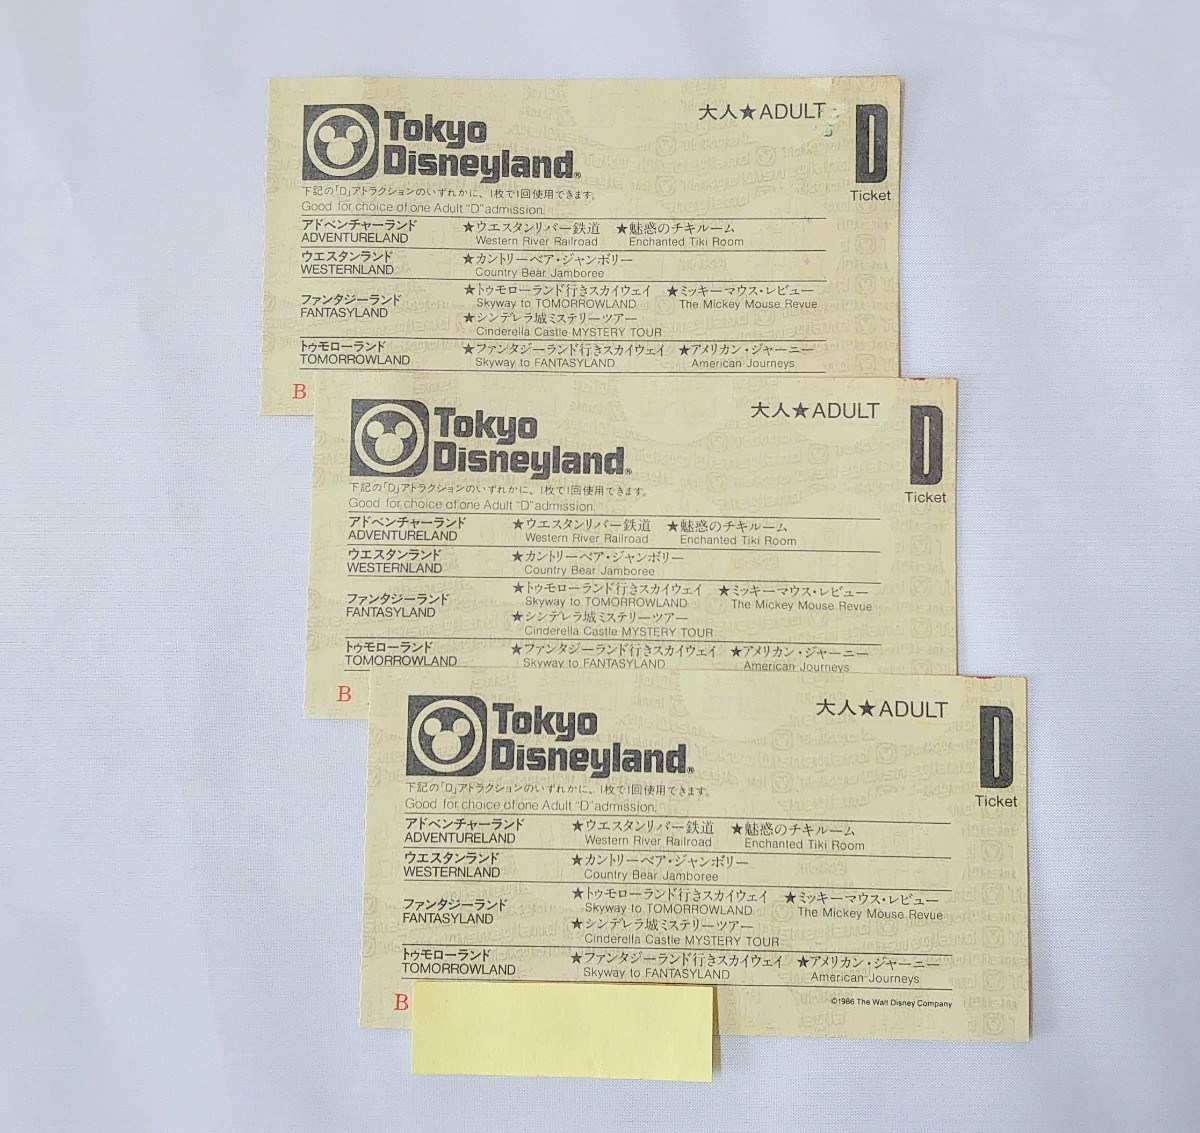 Tokyo
Disneyland®
大人★ADULT
D
Ticket
下記の「D」アトラクションのいずれかに、1枚で1回使用できます。
Good for choice of one Adult "D" admission.
アドベンチャーランド ★ウエスタンリバー鉄道 ★魅惑のチキルーム
ADVENTURELAND Western River Railroad Enchanted Tiki Room
ウエスタンランド ★カントリーベア・ジャンボリー
WESTERNLAND Country Bear Jamboree
ファンタジーランド ★トゥモローランド行きスカイウェイ ★ミッキーマウス・レビュー
FANTASYLAND Skyway to TOMORROWLAND The Mickey Mouse Revue
★シンデレラ城ミステリーツアー
Cinderella Castle MYSTERY TOUR
トゥモローランド ★ファンタジーランド行きスカイウェイ ★アメリカン・ジャーニー
TOMORROWLAND Skyway to FANTASYLAND American Journeys
B
Tokyo
Disneyland®
大人★ADULT
D
Ticket
下記の「D」アトラクションのいずれかに、1枚で1回使用できます。
Good for choice of one Adult "D" admission.
アドベンチャーランド ★ウエスタンリバー鉄道 ★魅惑のチキルーム
ADVENTURELAND Western River Railroad Enchanted Tiki Room
ウエスタンランド ★カントリーベア・ジャンボリー
WESTERNLAND Country Bear Jamboree
ファンタジーランド ★トゥモローランド行きスカイウェイ ★ミッキーマウス・レビュー
FANTASYLAND Skyway to TOMORROWLAND The Mickey Mouse Revue
★シンデレラ城ミステリーツアー
Cinderella Castle MYSTERY TOUR
トゥモローランド ★ファンタジーランド行きスカイウェイ ★アメリカン・ジャーニー
TOMORROWLAND Skyway to FANTASYLAND American Journeys
B
Tokyo
Disneyland®
大人★ADULT
D
Ticket
下記の「D」アトラクションのいずれかに、1枚で1回使用できます。
Good for choice of one Adult "D" admission.
アドベンチャーランド ★ウエスタンリバー鉄道 ★魅惑のチキルーム
ADVENTURELAND Western River Railroad Enchanted Tiki Room
ウエスタンランド ★カントリーベア・ジャンボリー
WESTERNLAND Country Bear Jamboree
ファンタジーランド ★トゥモローランド行きスカイウェイ ★ミッキーマウス・レビュー
FANTASYLAND Skyway to TOMORROWLAND The Mickey Mouse Revue
★シンデレラ城ミステリーツアー
Cinderella Castle MYSTERY TOUR
トゥモローランド ★ファンタジーランド行きスカイウェイ ★アメリカン・ジャーニー
TOMORROWLAND Skyway to FANTASYLAND American Journeys
B
©1986 The Walt Disney Company